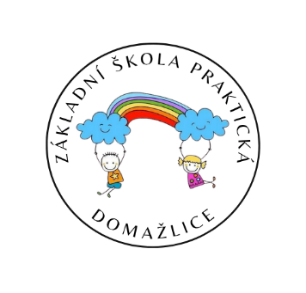 ZÁKLADNÍ ŠKOLA PRAKTICKÁ
DOMAŽLICE